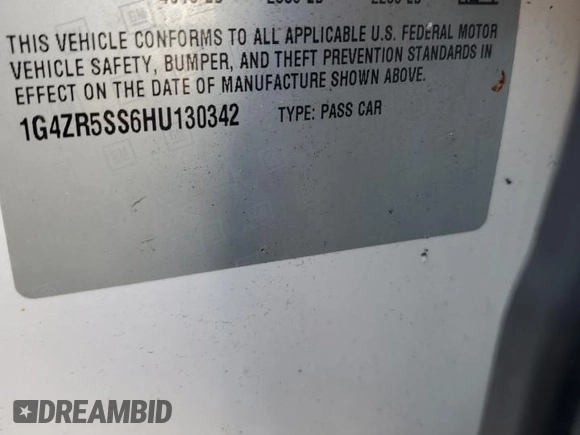 THIS VEHICLE CONFORMS TO ALL APPLICABLE U.S. FEDERAL MOTOR
VEHICLE SAFETY, BUMPER, AND THEFT PREVENTION STANDARDS IN
EFFECT ON THE DATE OF MANUFACTURE SHOWN ABOVE.
1G4ZR5SS6HU130342 TYPE: PASS CAR
DREAMBID